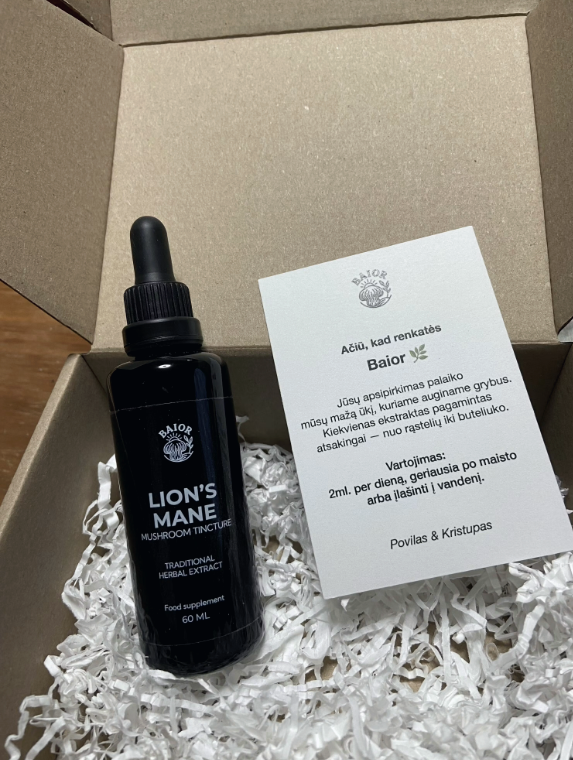 BAIOR
LION'S
MANE
MUSHROOM TINCTURE
TRADITIONAL
HERBAL EXTRACT
Food supplement
60 ML
BAIOR
Ačiū, kad renkatės
Baior
Jūsų apsipirkimas palaiko
mūsų mažą ūkį, kuriame auginame grybus.
Kiekvienas ekstraktas pagamintas
atsakingai — nuo rąstelių iki buteliuko.
Vartojimas:
2ml. per dieną, geriausia po maisto
arba įlašinti į vandenį.
Povilas & Kristupas